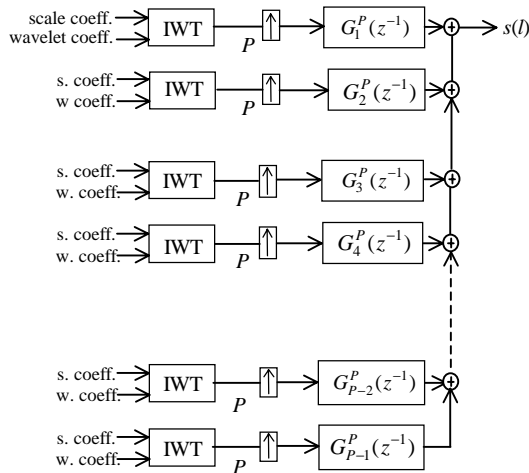 scale coeff.
wavelet coeff.
IWT
P
G_1^P(z^{-1})
s(l)
s. coeff.
w coeff.
IWT
P
G_2^P(z^{-1})
s. coeff.
w. coeff.
IWT
P
G_3^P(z^{-1})
s. coeff.
w. coeff.
IWT
P
G_4^P(z^{-1})
s. coeff.
w. coeff.
IWT
P
G_{P-2}^P(z^{-1})
s. coeff.
w. coeff.
IWT
P
G_{P-1}^P(z^{-1})